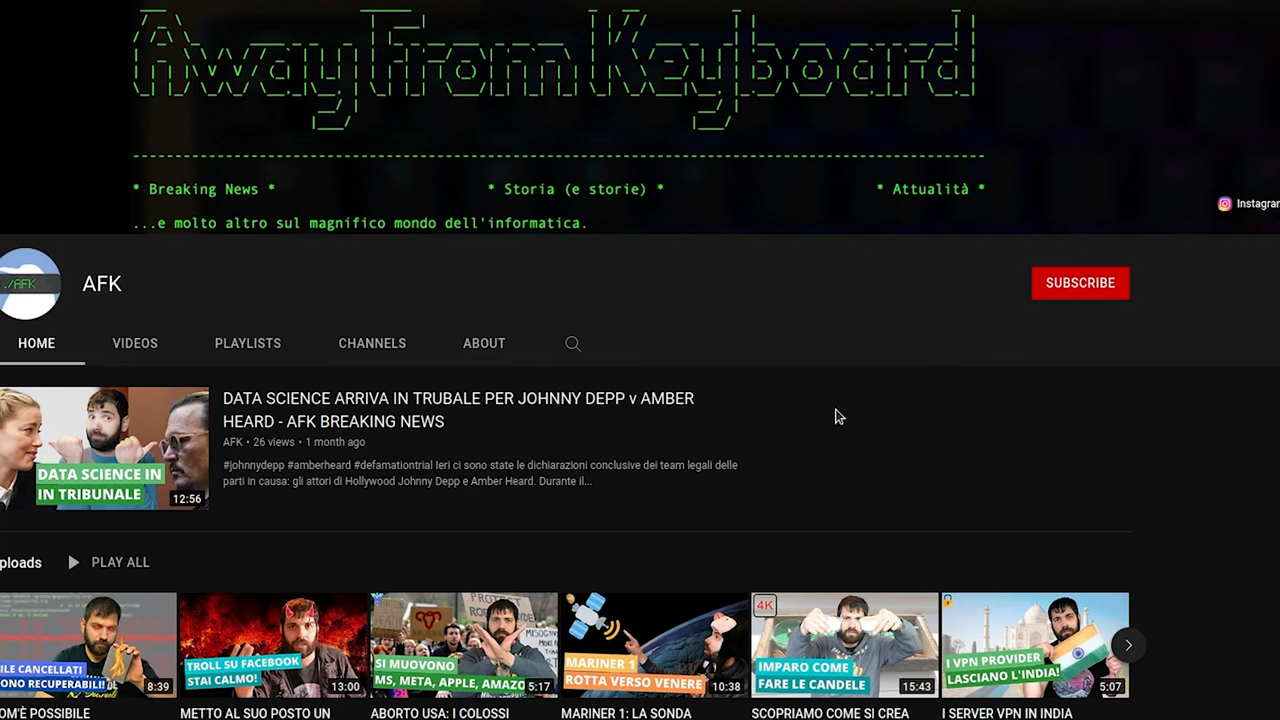 Away From Keyboard
* Breaking News *
* Storia (e storie) *
* Attualità *
...e molto altro sul magnifico mondo dell'informatica.
Instagram
./AFK
AFK
SUBSCRIBE
HOME
VIDEOS
PLAYLISTS
CHANNELS
ABOUT
DATA SCIENCE IN
IN TRIBUNALE
12:56
DATA SCIENCE ARRIVA IN TRUBALE PER JOHNNY DEPP v AMBER
HEARD - AFK BREAKING NEWS
AFK • 26 views • 1 month ago
#johnnydepp #amberheard #defamationtrial Ieri ci sono state le dichiarazioni conclusive dei team legali delle
parti in causa: gli attori di Hollywood Johnny Depp e Amber Heard. Durante il...
ploads
PLAY ALL
ILE CANCELLATI
ONO RECUPERABILI!
8:39
TROLL SU FACEBOOK
STAI CALMO!
13:00
PROTECT
SI MUOVONO
MS, META, APPLE, AMAZO
5:17
MARINER 1
ROTTA VERSO VENERE
10:38
4K
IMPARO COME
FARE LE CANDELE
15:43
I VPN PROVIDER
LASCIANO L'INDIA!
5:07
OM'È POSSIBILE
METTO AL SUO POSTO UN
ABORTO USA: I COLOSSI
MARINER 1: LA SONDA
SCOPRIAMO COME SI CREA
I SERVER VPN IN INDIA